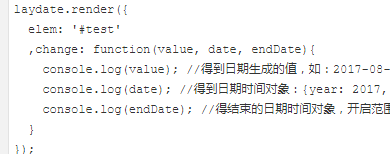 laydate.render({
  elem: '#test'
  ,change: function(value, date, endDate){
    console.log(value); //得到日期生成的值，如：2017-08-
    console.log(date); //得到日期时间对象：{year: 2017,
    console.log(endDate); //得结束的日期时间对象，开启范围
  }
});